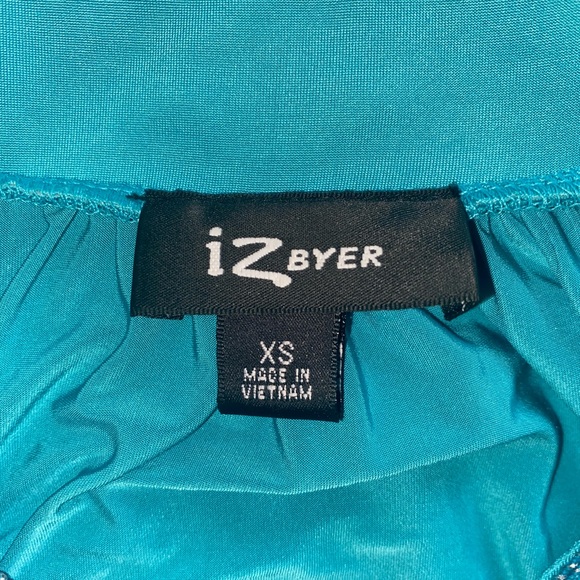 iZ BYER
XS
MADE IN
VIETNAM